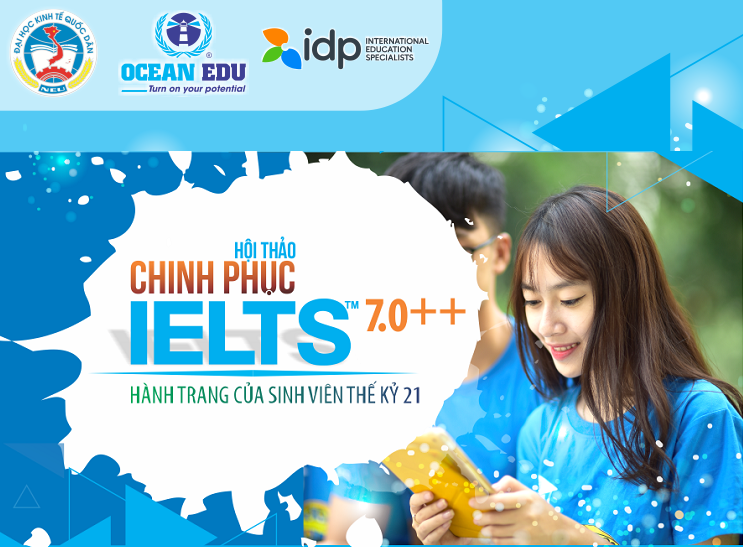 ĐẠI HỌC KINH TẾ QUỐC DÂN
NEU
OCEAN EDU
®
Turn on your potential
idp
INTERNATIONAL
EDUCATION
SPECIALISTS
HỘI THẢO
CHINH PHỤC
IELTS™ 7.0++
HÀNH TRANG CỦA SINH VIÊN THẾ KỶ 21